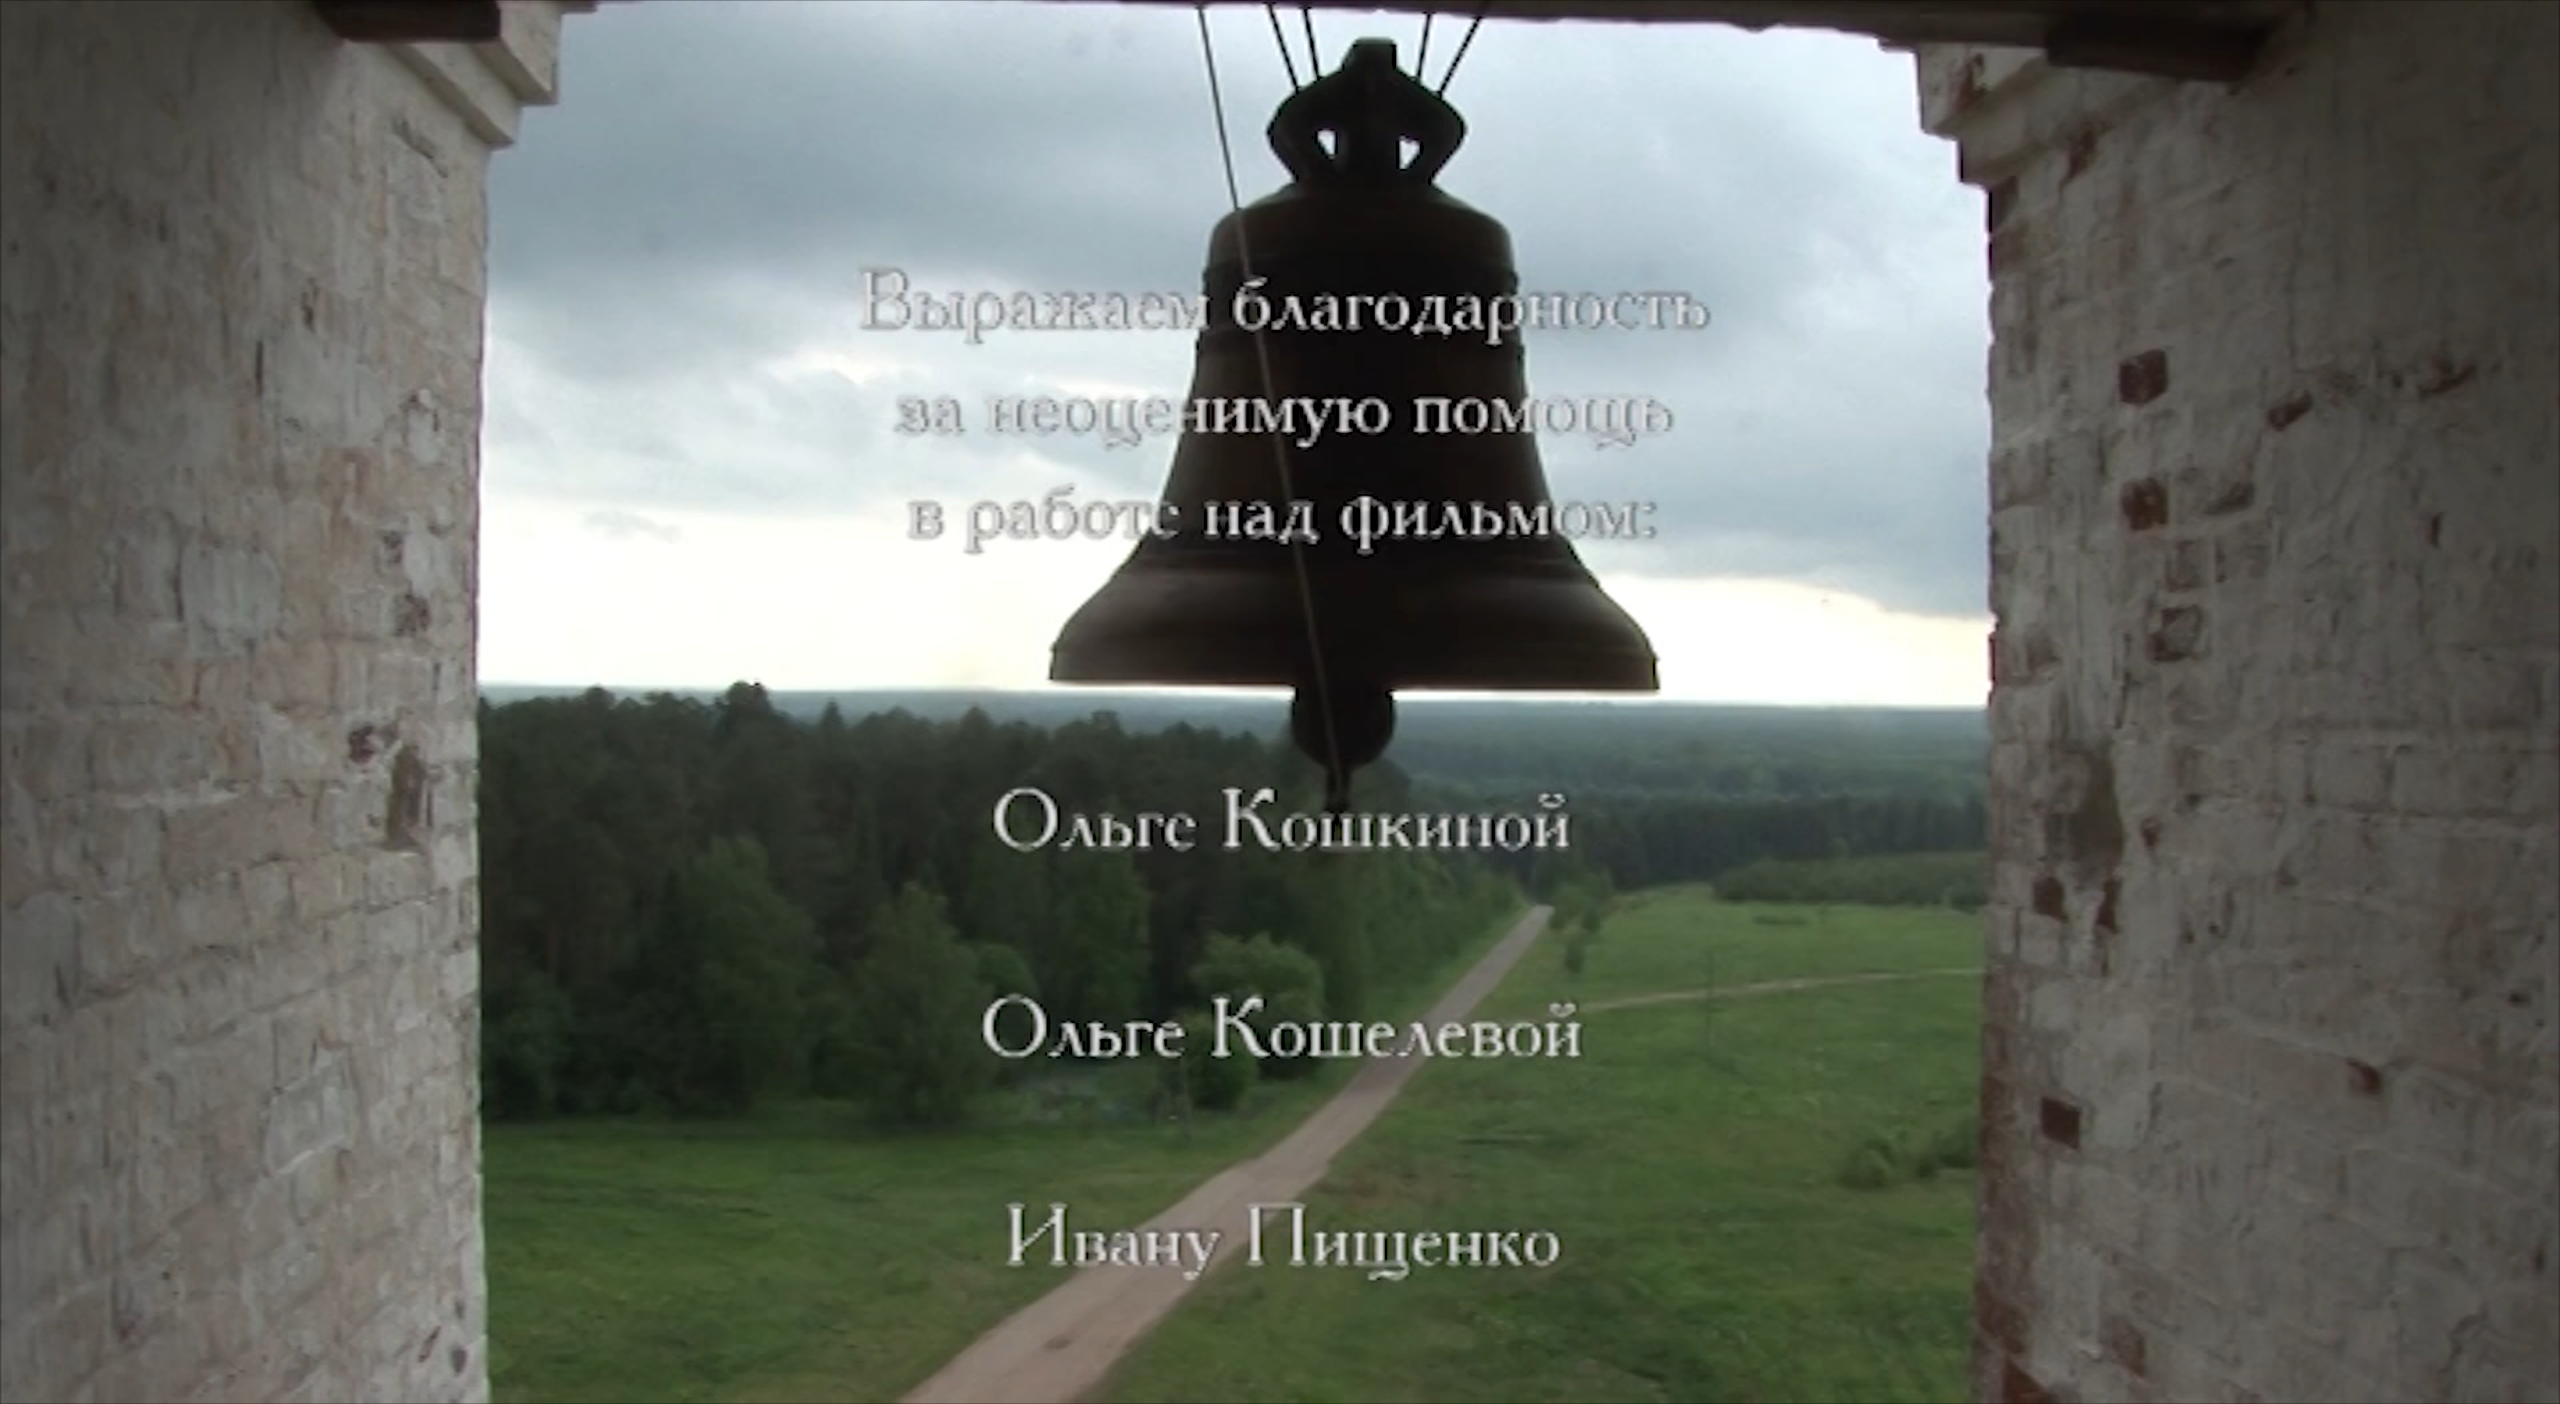 Выражаем благодарность
за неоценимую помощь
в работе над фильмом:
Ольге Кошкиной
Ольге Кошелевой
Ивану Пищенко